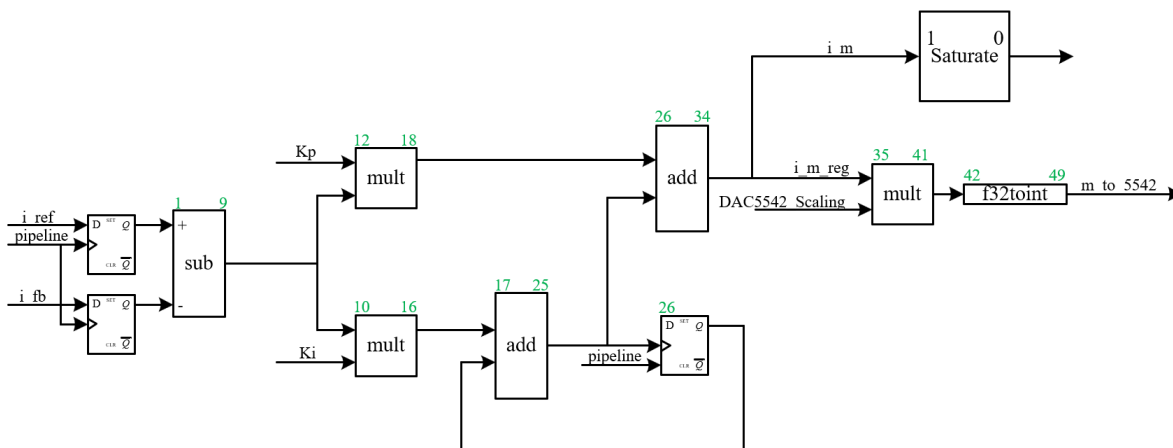 i_m
1 0
Saturate
26 34
add
12 18
Kp
mult
35 41
i_m_reg
mult
DAC5542_Scaling
42 49
f32toint
m_to_5542
1 9
i_ref
D SET Q
pipeline
CLR Q
+
sub
-
i_fb
D SET Q
CLR Q
10 16
mult
Ki
17 25
add
26
D SET Q
pipeline
CLR Q